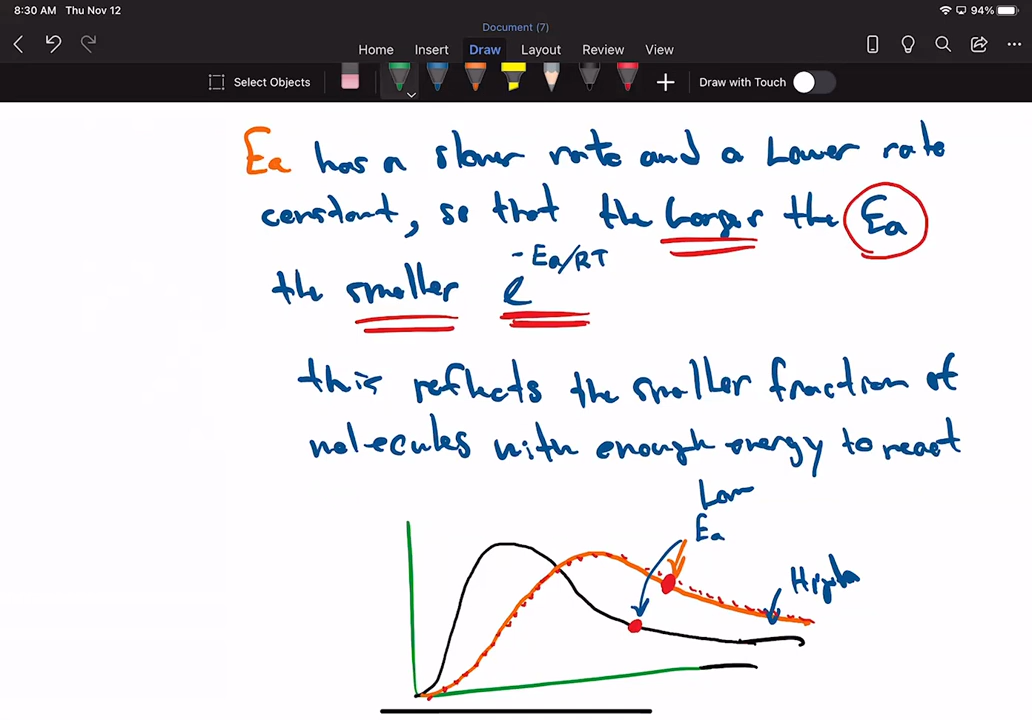 8:30 AM Thu Nov 12
94%
Document (7)
Home Insert Draw Layout Review View
Select Objects
Draw with Touch
Ea has a slower rate and a Lower rate
constant, so that the larger the Ea
the smaller e -Ea/RT
this reflects the smaller fraction of
molecules with enough energy to react
Low
Ea
Higher